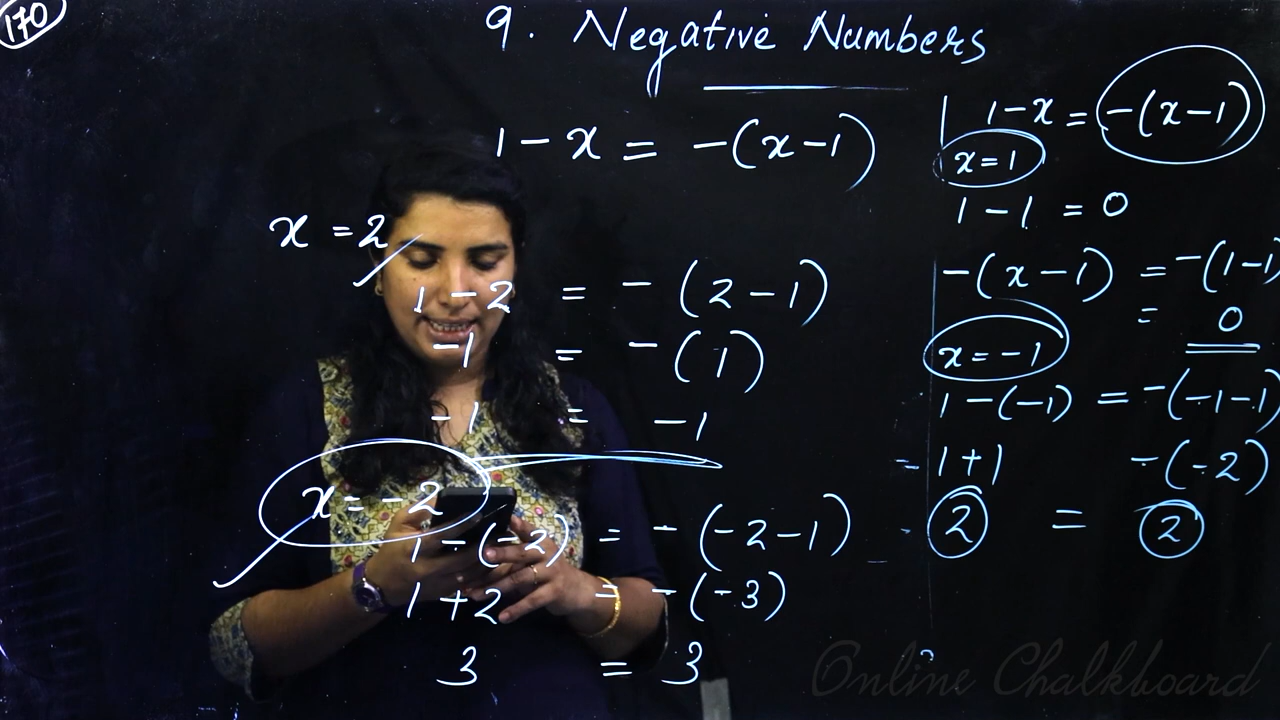 170
9. Negative Numbers
1-x = -(x-1)
x = 2
1-2 = -(2-1)
-1 = -(1)
-1 = -1
x = -2
1-(-2) = -(-2-1)
1+2 = -(-3)
3 = 3
1-x = -(x-1)
x=1
1-1 = 0
-(x-1) = -(1-1)
= 0
x=-1
1-(-1) = -(-1-1)
= 1+1 -(-2)
2 = 2
Online Chalkboard